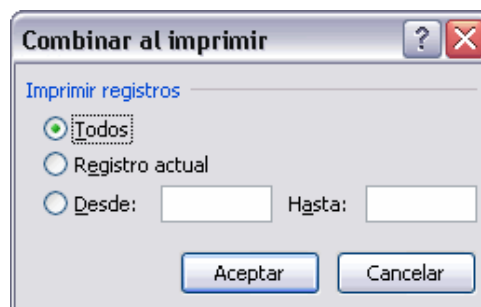 Combinar al imprimir
Imprimir registros
Todos
Registro actual
Desde: Hasta:
Aceptar Cancelar